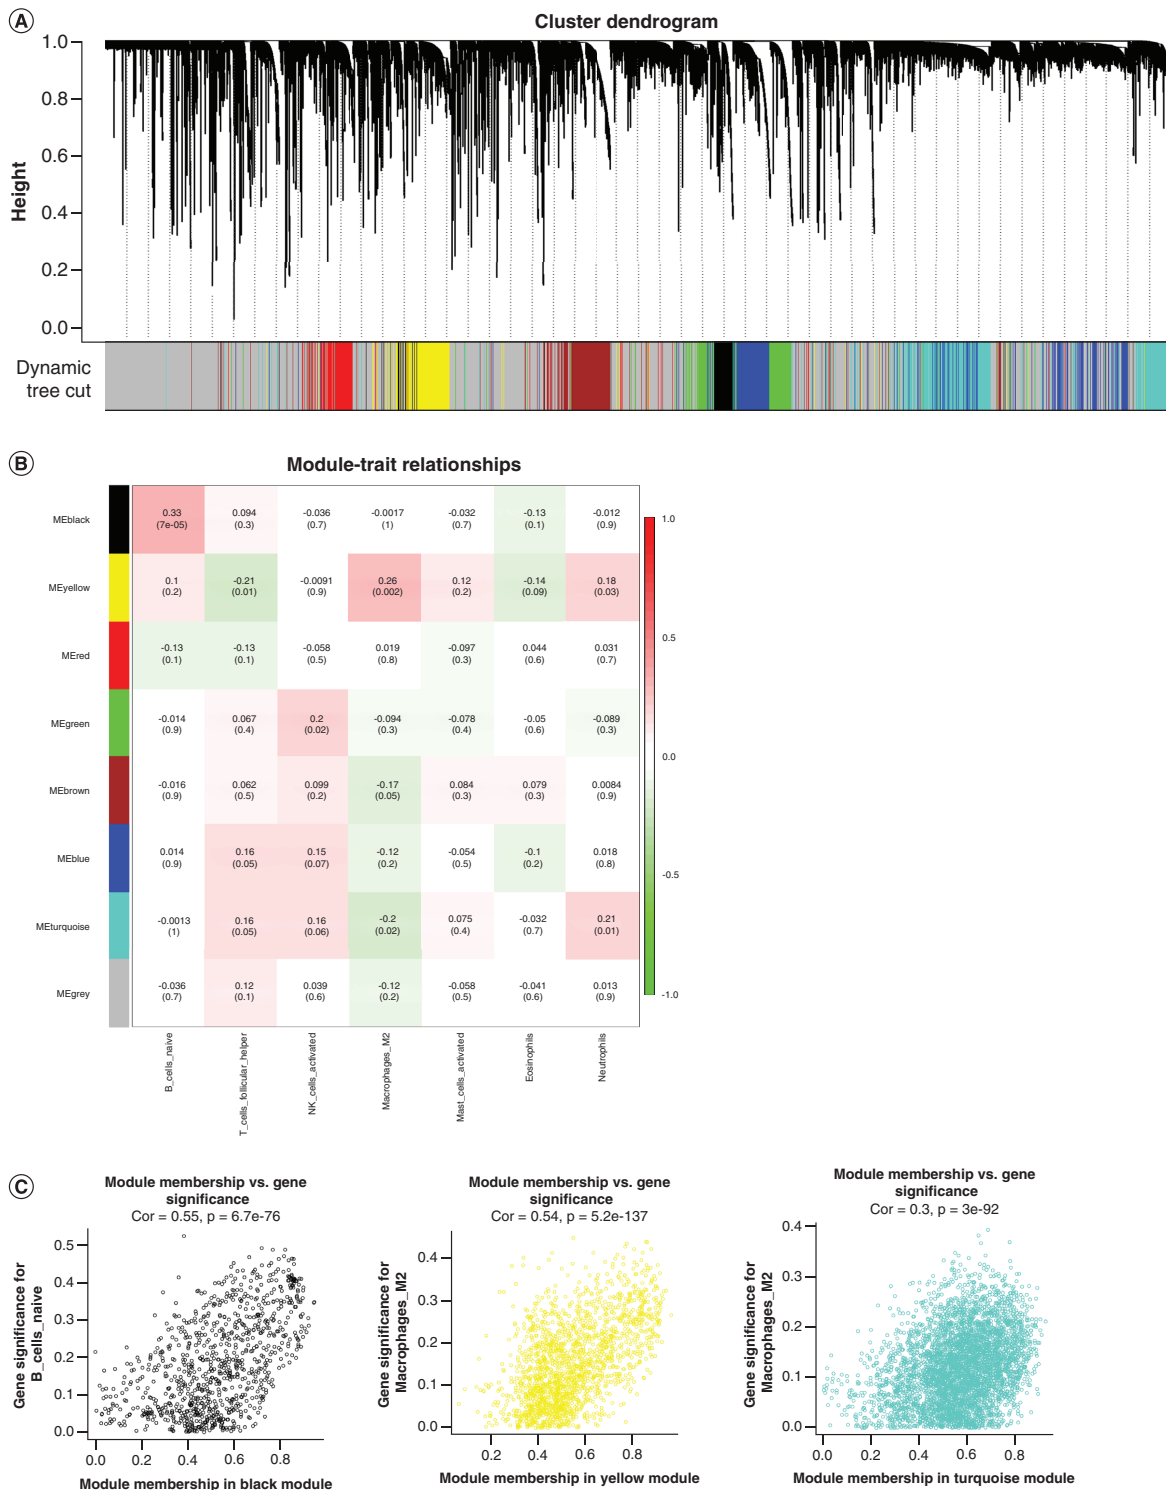 A
Cluster dendrogram
Height
1.0
0.8
0.6
0.4
0.2
0.0
Dynamic
tree cut
B
Module-trait relationships
MEblack
0.33 0.094 -0.036 -0.0017 -0.032 -0.13 -0.012
(7e-05) (0.3) (0.7) (1) (0.7) (0.1) (0.9)
MEyellow
0.1 -0.21 -0.0091 0.26 0.12 -0.14 0.18
(0.2) (0.01) (0.9) (0.002) (0.2) (0.09) (0.03)
MEred
-0.13 -0.13 -0.058 0.019 -0.097 0.044 0.031
(0.1) (0.1) (0.5) (0.8) (0.3) (0.6) (0.7)
MEgreen
-0.014 0.067 0.2 -0.094 -0.078 -0.05 -0.089
(0.9) (0.4) (0.02) (0.3) (0.4) (0.6) (0.3)
MEbrown
-0.016 0.062 0.099 -0.17 0.084 0.079 0.0084
(0.9) (0.5) (0.2) (0.05) (0.3) (0.3) (0.9)
MEblue
0.014 0.16 0.15 -0.12 -0.054 -0.1 0.018
(0.9) (0.05) (0.07) (0.2) (0.5) (0.2) (0.8)
MEturquoise
-0.0013 0.16 0.16 -0.2 0.075 -0.032 0.21
(1) (0.05) (0.06) (0.02) (0.4) (0.7) (0.01)
MEgrey
-0.036 0.12 0.039 -0.12 -0.058 -0.041 0.013
(0.7) (0.1) (0.6) (0.2) (0.5) (0.6) (0.9)
1.0
0.5
0.0
-0.5
-1.0
B_cells_naive
T_cells_follicular_helper
NK_cells_activated
Macrophages_M2
Mast_cells_activated
Eosinophils
Neutrophils
C
Module membership vs. gene
significance
Cor = 0.55, p = 6.7e-76
Gene significance for
B_cells_naive
0.5
0.4
0.3
0.2
0.1
0.0
0.0 0.2 0.4 0.6 0.8
Module membership in black module
Module membership vs. gene
significance
Cor = 0.54, p = 5.2e-137
Gene significance for
Macrophages_M2
0.4
0.3
0.2
0.1
0.0
0.2 0.4 0.6 0.8
Module membership in yellow module
Module membership vs. gene
significance
Cor = 0.3, p = 3e-92
Gene significance for
Macrophages_M2
0.4
0.3
0.2
0.1
0.0
0.0 0.2 0.4 0.6 0.8
Module membership in turquoise module